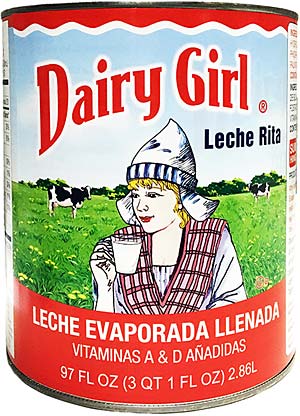 Dairy Girl ®
Leche Rita
LECHE EVAPORADA LLENADA
VITAMINAS A & D AÑADIDAS
97 FL OZ (3 QT 1 FL OZ) 2.86L